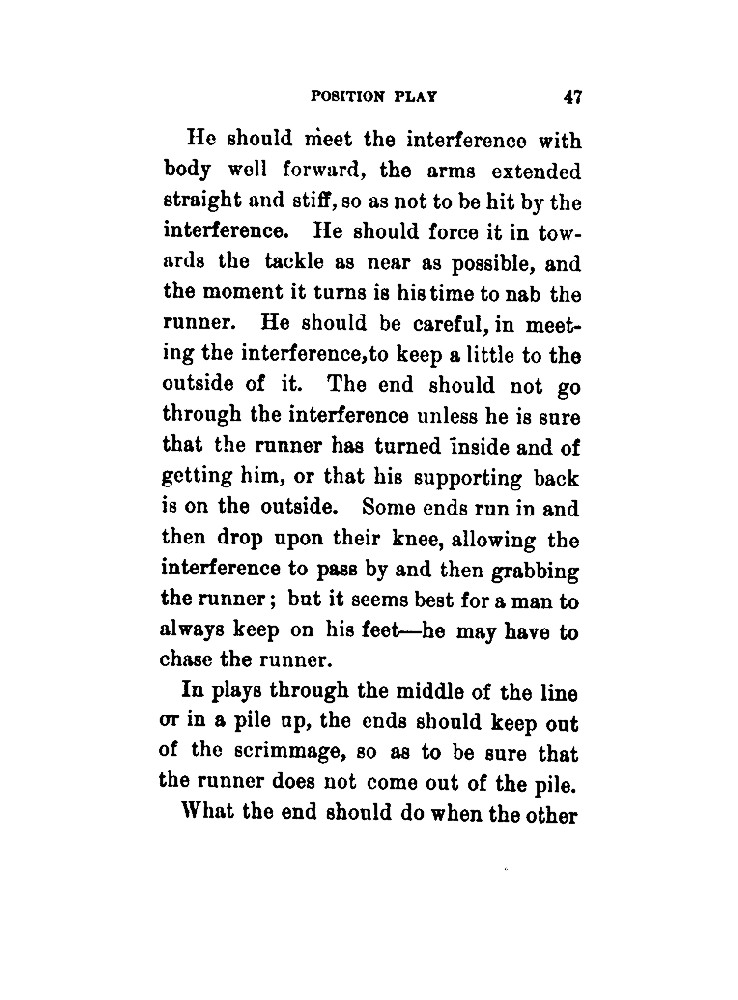 POSITION PLAY 47
He should meet the interference with
body well forward, the arms extended
straight and stiff, so as not to be hit by the
interference. He should force it in tow-
ards the tackle as near as possible, and
the moment it turns is his time to nab the
runner. He should be careful, in meet-
ing the interference, to keep a little to the
outside of it. The end should not go
through the interference unless he is sure
that the runner has turned inside and of
getting him, or that his supporting back
is on the outside. Some ends run in and
then drop upon their knee, allowing the
interference to pass by and then grabbing
the runner; but it seems best for a man to
always keep on his feet—he may have to
chase the runner.
In plays through the middle of the line
or in a pile up, the ends should keep out
of the scrimmage, so as to be sure that
the runner does not come out of the pile.
What the end should do when the other